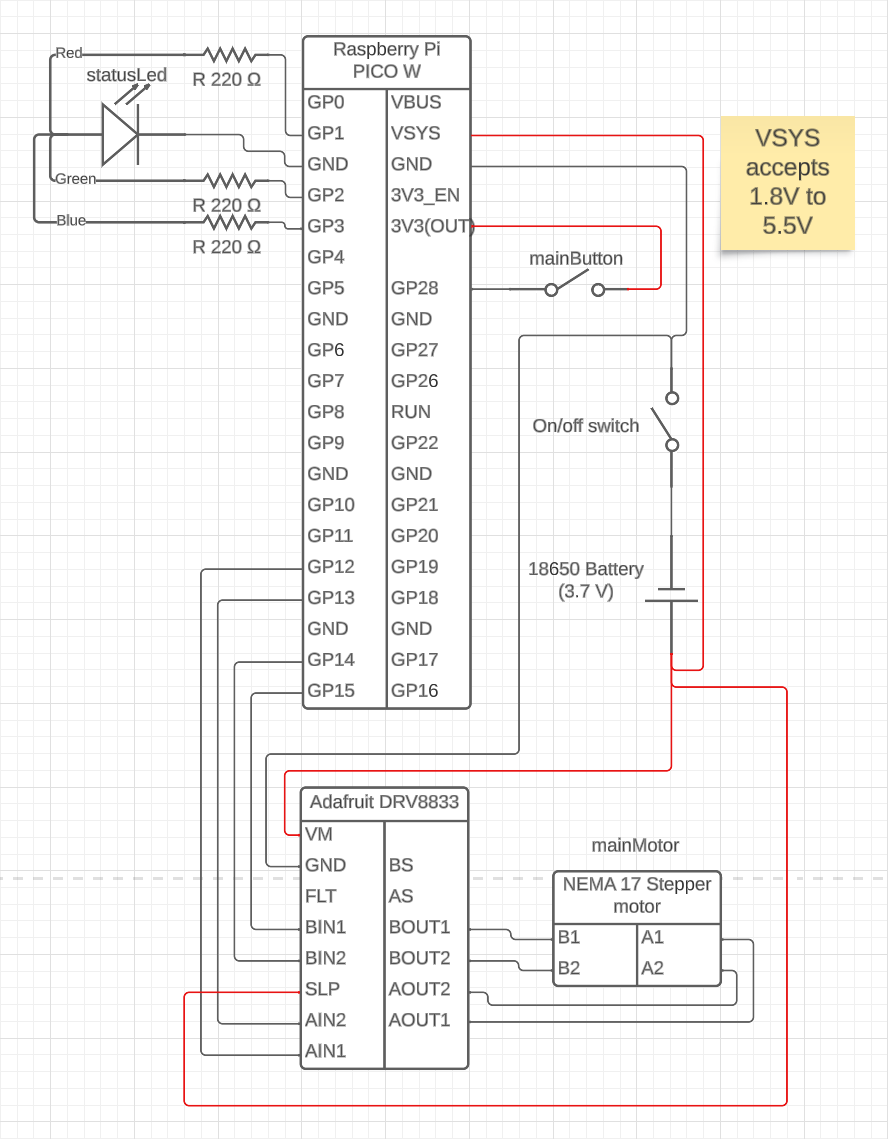 Red
statusLed
R 220 Ω
Green
R 220 Ω
Blue
R 220 Ω
Raspberry Pi
PICO W
GP0 VBUS
GP1 VSYS
GND GND
GP2 3V3_EN
GP3 3V3(OUT)
GP4
GP5 GP28
GND GND
GP6 GP27
GP7 GP26
GP8 RUN
GP9 GP22
GND GND
GP10 GP21
GP11 GP20
GP12 GP19
GP13 GP18
GND GND
GP14 GP17
GP15 GP16
VSYS
accepts
1.8V to
5.5V
mainButton
On/off switch
18650 Battery
(3.7 V)
Adafruit DRV8833
VM
GND BS
FLT AS
BIN1 BOUT1
BIN2 BOUT2
SLP AOUT2
AIN2 AOUT1
AIN1
mainMotor
NEMA 17 Stepper
motor
B1 A1
B2 A2